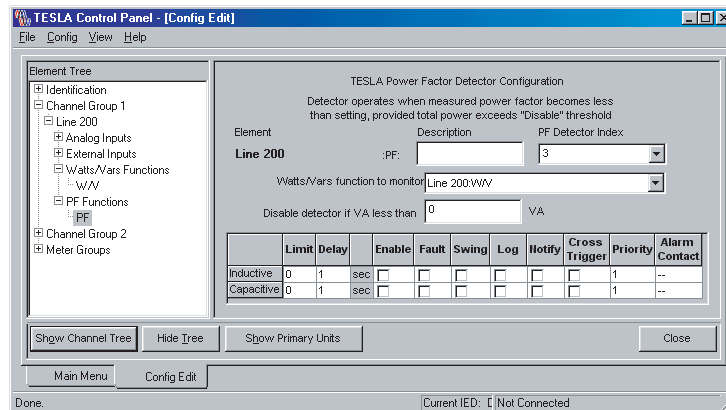 TESLA Control Panel - [Config Edit]
File Config View Help
Element Tree
Identification
Channel Group 1
Line 200
Analog Inputs
External Inputs
Watts/Vars Functions
W/V
PF Functions
PF
Channel Group 2
Meter Groups
TESLA Power Factor Detector Configuration
Detector operates when measured power factor becomes less
than setting, provided total power exceeds "Disable" threshold
Element Description PF Detector Index
Line 200 :PF: 3
Watts/Vars function to monitor Line 200:W/V
Disable detector if VA less than 0 VA
Limit Delay Enable Fault Swing Log Notify Cross Trigger Priority Alarm Contact
Inductive 0 1 sec 1 --
Capacitive 0 1 sec 1 --
Show Channel Tree Hide Tree Show Primary Units Close
Main Menu Config Edit
Done. Current IED: Not Connected